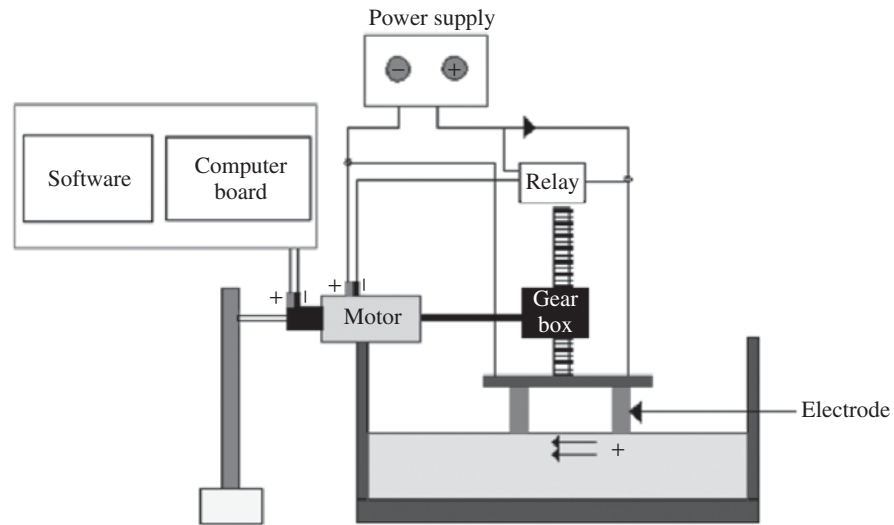 Power supply
− +
Software
Computer
board
Relay
+ −
+ −
Gear
box
Motor
Electrode
+